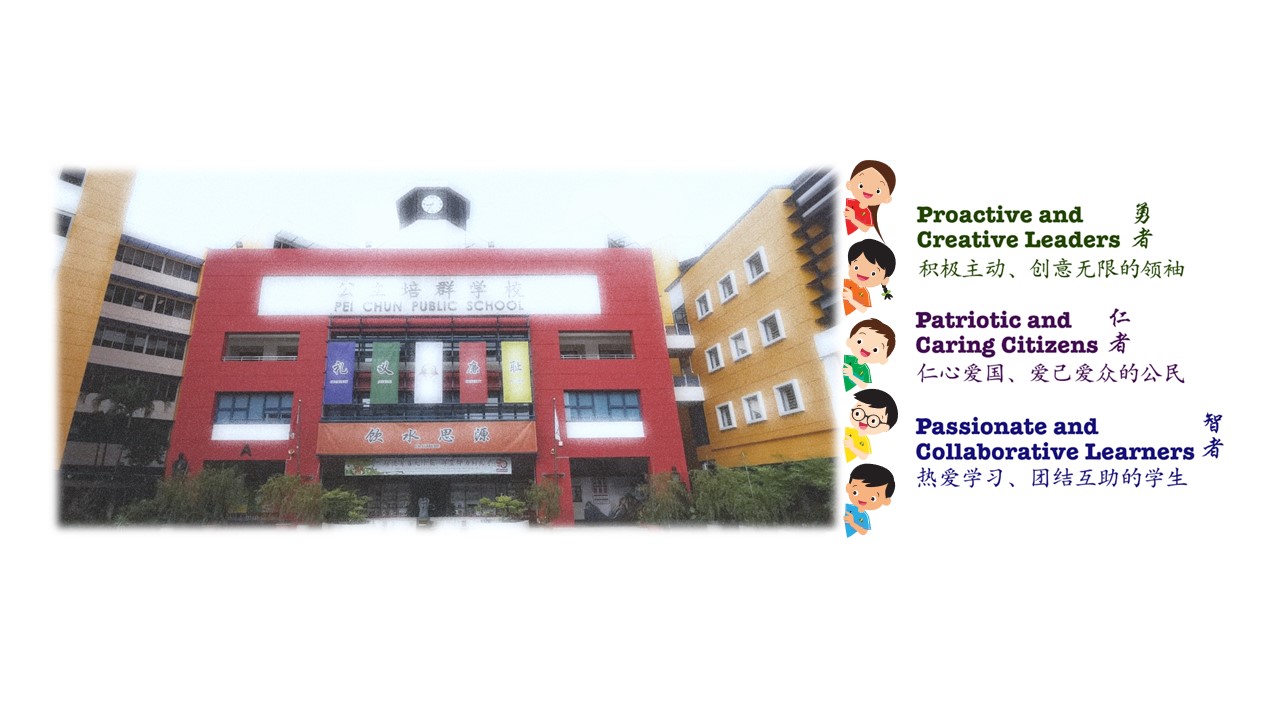 公立培群学校
PEI CHUN PUBLIC SCHOOL
礼 义 廉 耻
饮水思源
A
Proactive and 勇
Creative Leaders 者
积极主动、创意无限的领袖
Patriotic and 仁
Caring Citizens 者
仁心爱国、爱己爱众的公民
Passionate and 智
Collaborative Learners 者
热爱学习、团结互助的学生